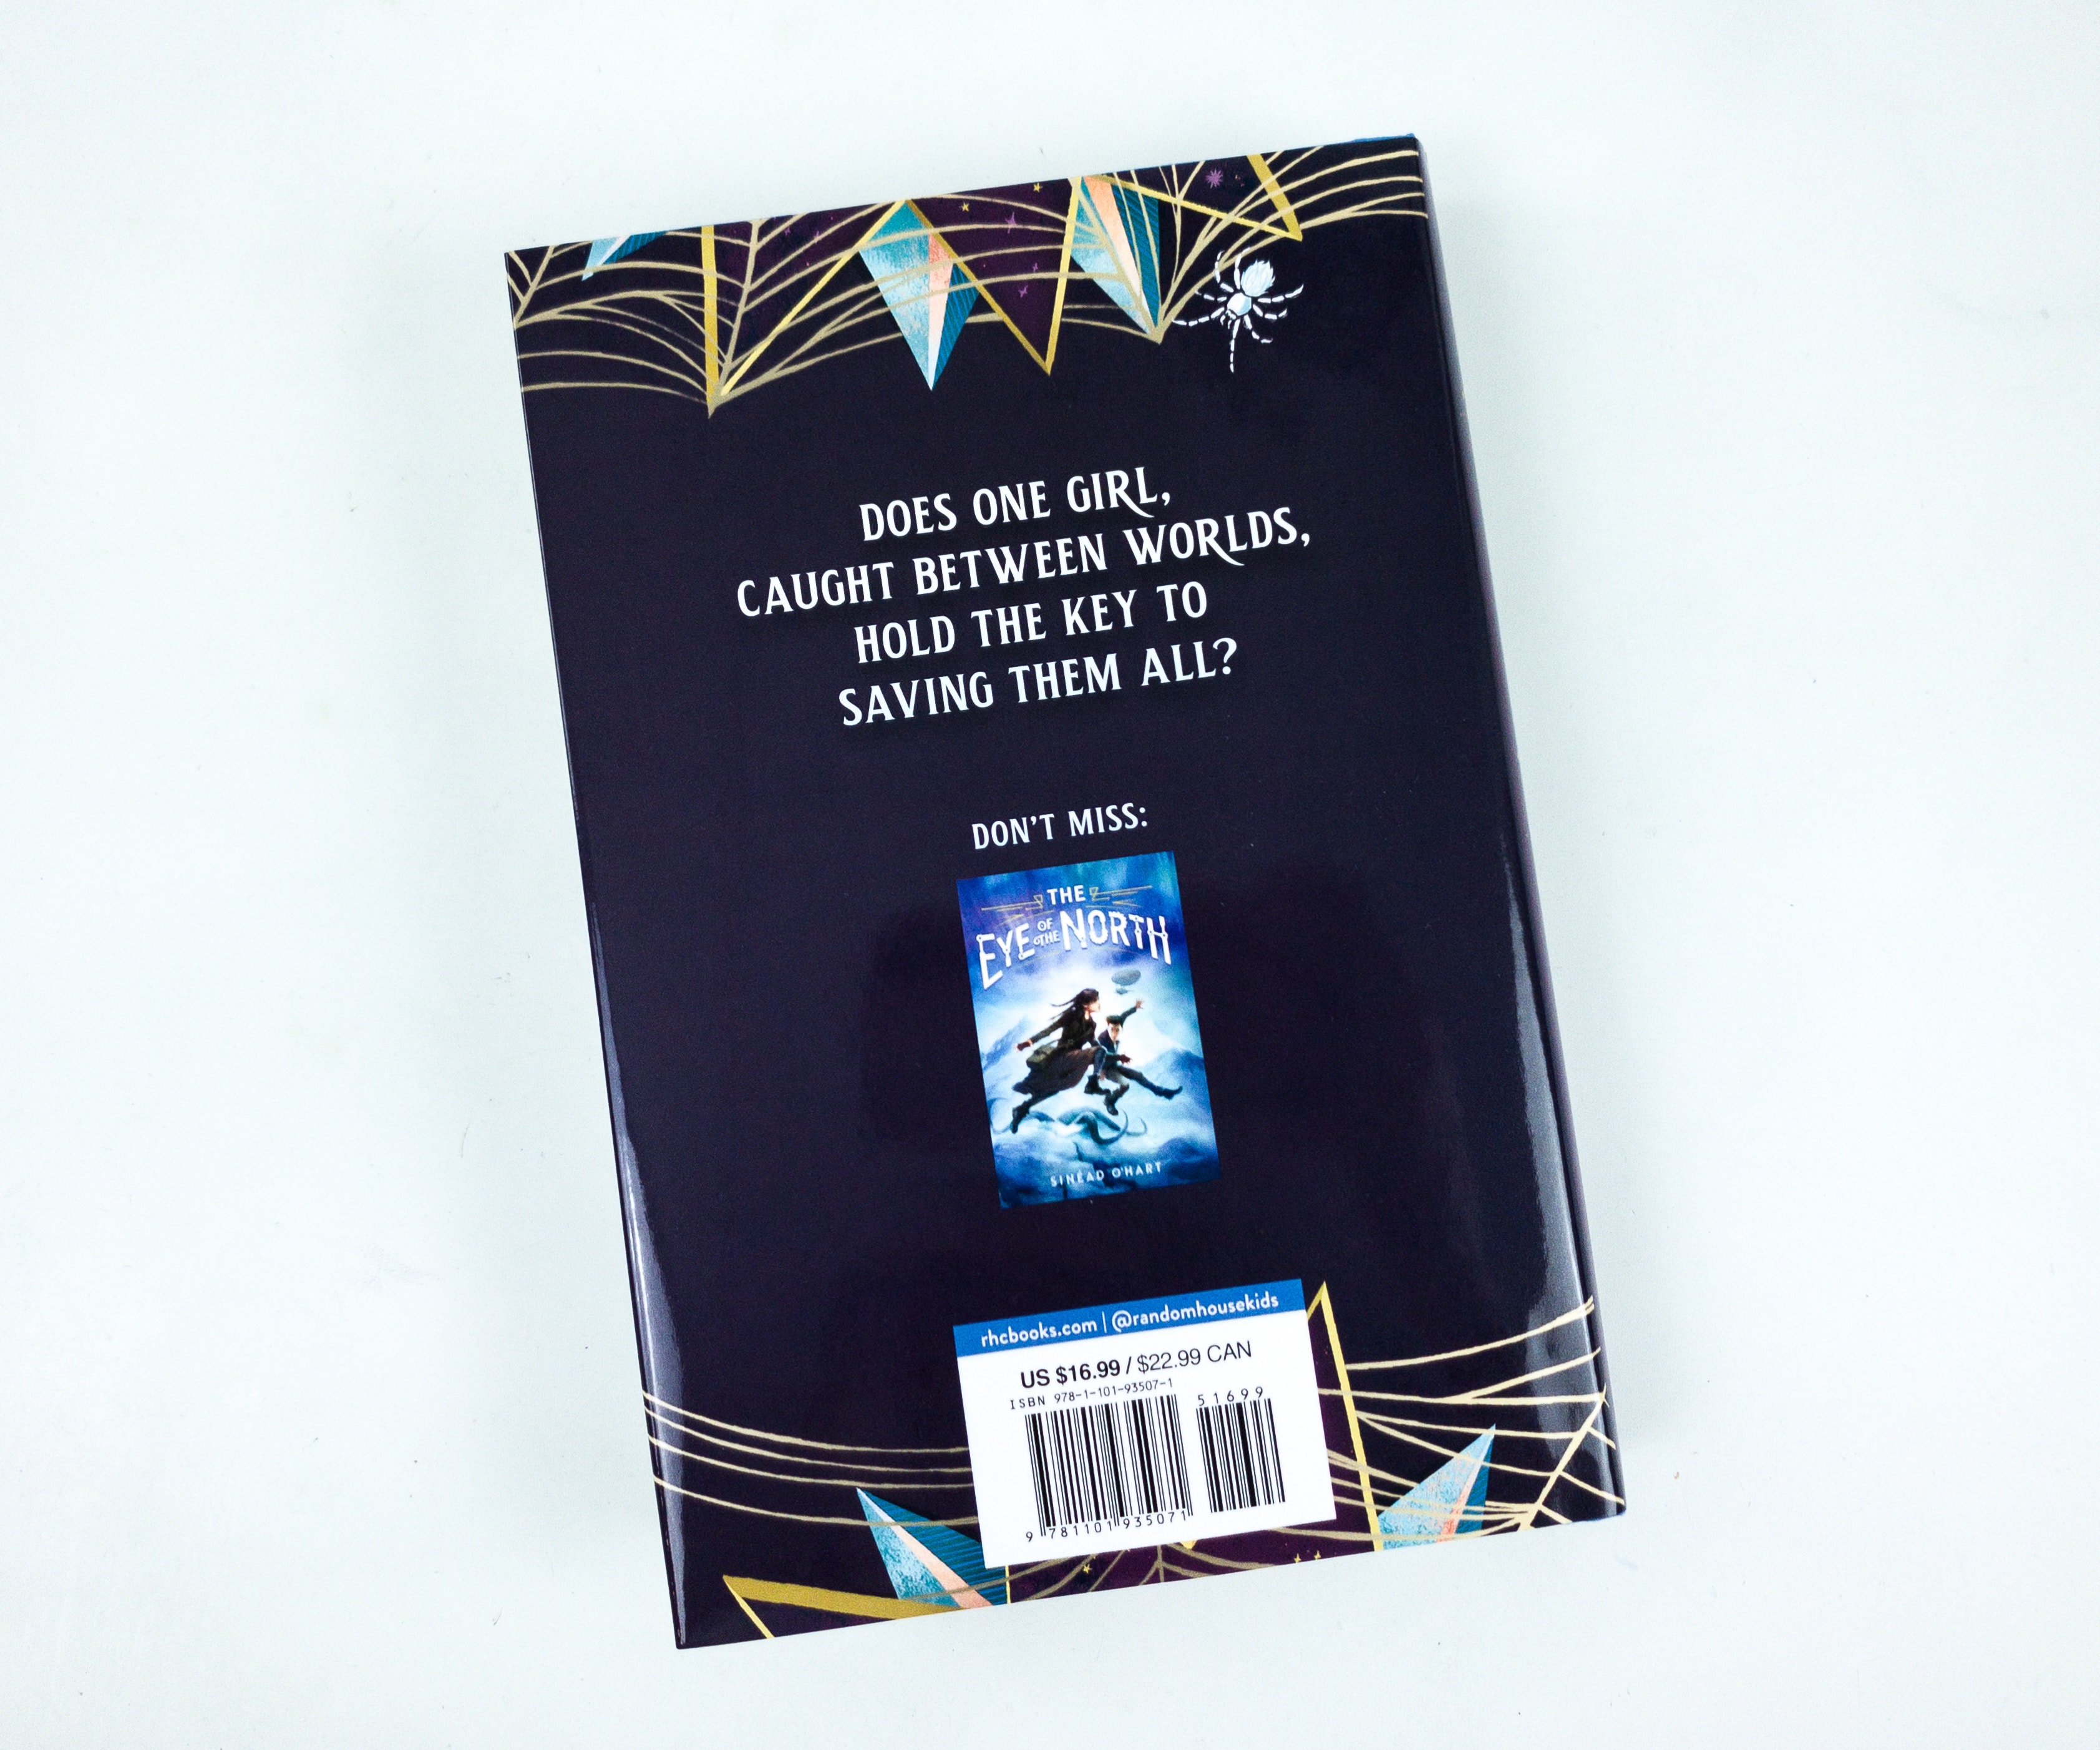 DOES ONE GIRL,
CAUGHT BETWEEN WORLDS,
HOLD THE KEY TO
SAVING THEM ALL?
DON'T MISS:
THE
EYE OF THE NORTH
SINÉAD O'HART
rhcbooks.com | @randomhousekids
US $16.99 / $22.99 CAN
ISBN 978-1-101-93507-1
51699
9 781101 935071